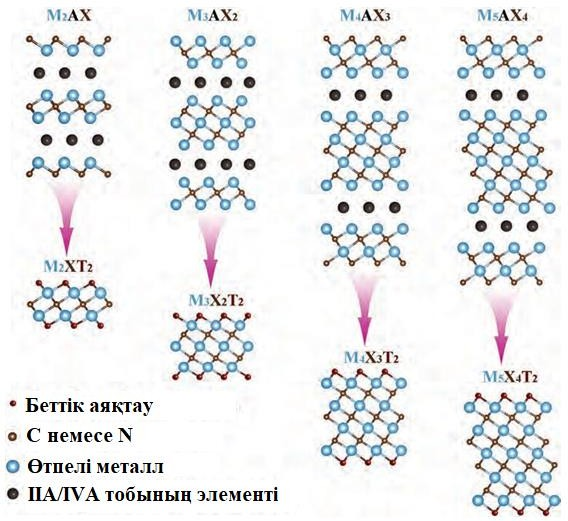 M₂AX M₃AX₂ M₄AX₃ M₅AX₄
M₂XT₂
M₃X₂T₂
M₄X₃T₂
M₅X₄T₂
Беттік аяқтау
C немесе N
Өтпелі металл
IIA/IVA тобының элементі